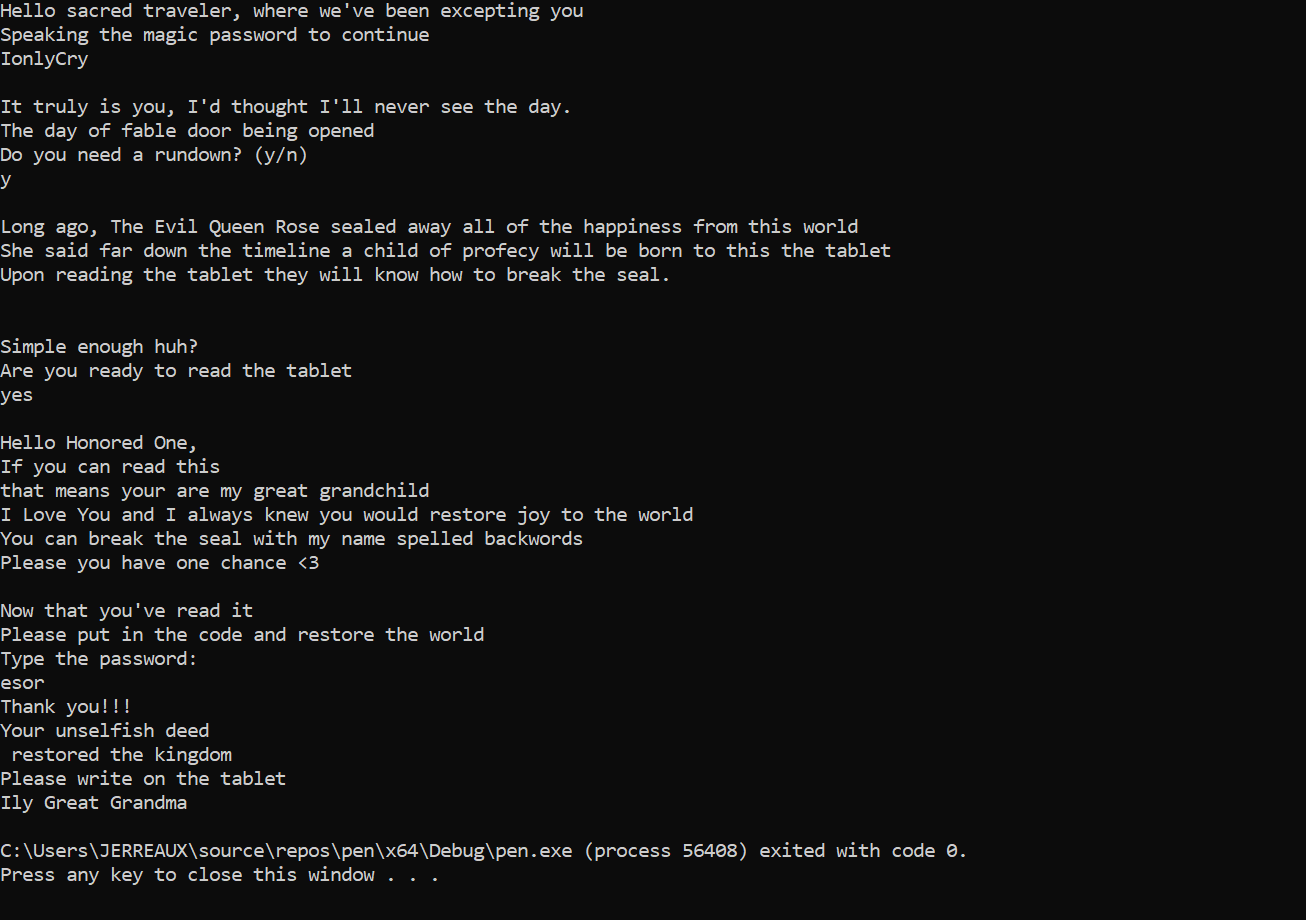 Hello sacred traveler, where we've been excepting you
Speaking the magic password to continue
IonlyCry
It truly is you, I'd thought I'll never see the day.
The day of fable door being opened
Do you need a rundown? (y/n)
y
Long ago, The Evil Queen Rose sealed away all of the happiness from this world
She said far down the timeline a child of profecy will be born to this the tablet
Upon reading the tablet they will know how to break the seal.
Simple enough huh?
Are you ready to read the tablet
yes
Hello Honored One,
If you can read this
that means your are my great grandchild
I Love You and I always knew you would restore joy to the world
You can break the seal with my name spelled backwords
Please you have one chance <3
Now that you've read it
Please put in the code and restore the world
Type the password:
esor
Thank you!!!
Your unselfish deed
restored the kingdom
Please write on the tablet
Ily Great Grandma
C:\Users\JERREAUX\source\repos\pen\x64\Debug\pen.exe (process 56408) exited with code 0.
Press any key to close this window . . .